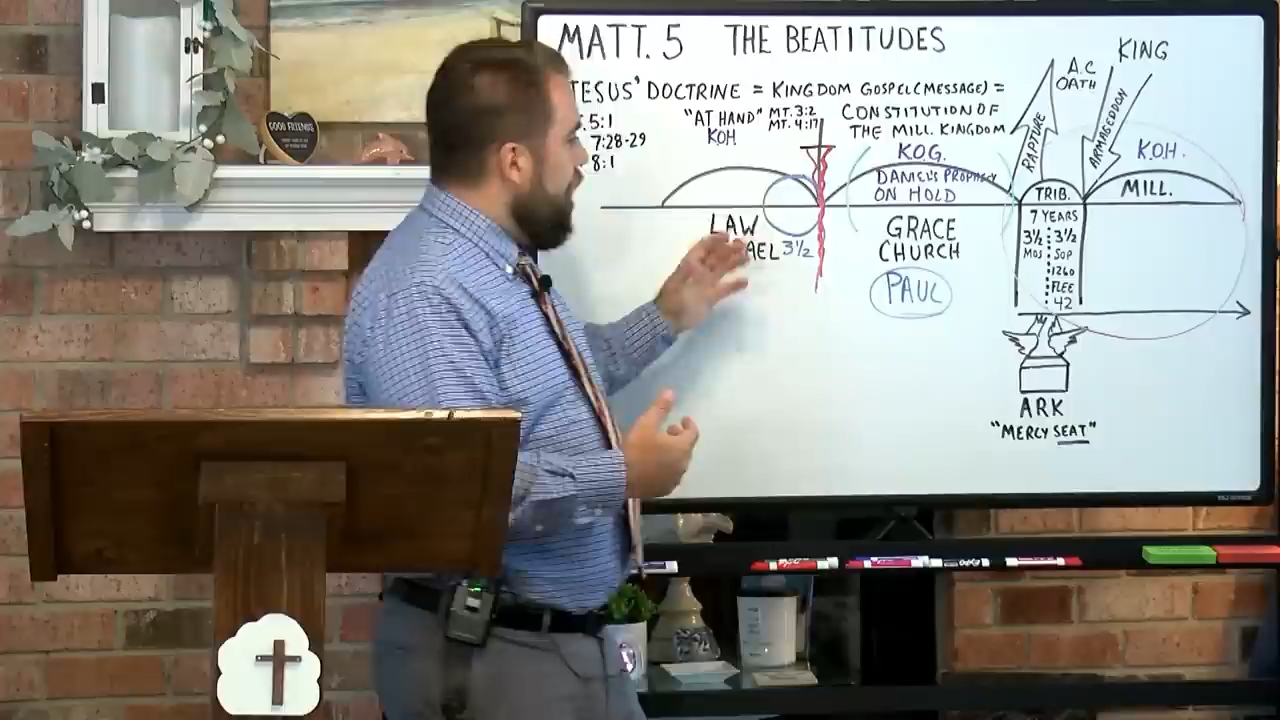 MATT. 5 THE BEATITUDES
JESUS' DOCTRINE = KINGDOM GOSPEL (MESSAGE) =
5:1
7:28-29
8:1
"AT HAND" MT. 3:2
MT. 4:17
KOH
CONSTITUTION OF
THE MILL. KINGDOM
K.O.G.
DANIEL'S PROPHECY
ON HOLD
LAW
AEL 3½
GRACE
CHURCH
PAUL
RAPTURE
A.C
OATH
KING
ARMAGEDDON
K.O.H.
MILL.
TRIB.
7 YEARS
3½ 3½
MOS SOP
1260
FLEE
42
ARK
"MERCY SEAT"
GOOD FRIENDS